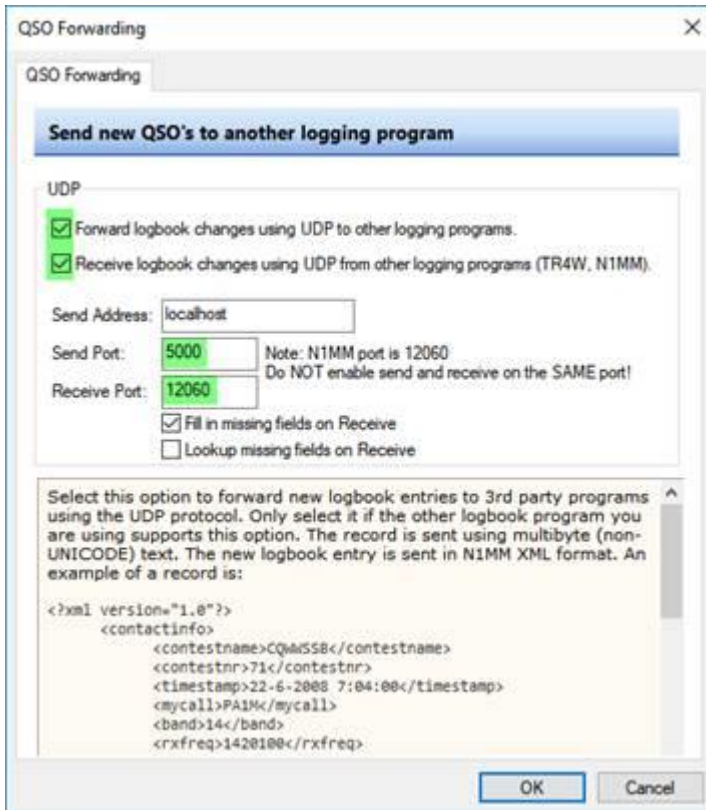 QSO Forwarding
QSO Forwarding
Send new QSO's to another logging program
UDP
Forward logbook changes using UDP to other logging programs.
Receive logbook changes using UDP from other logging programs (TR4W, N1MM).
Send Address: localhost
Send Port: 5000 Note: N1MM port is 12060
Do NOT enable send and receive on the SAME port!
Receive Port: 12060
Fill in missing fields on Receive
Lookup missing fields on Receive
Select this option to forward new logbook entries to 3rd party programs
using the UDP protocol. Only select it if the other logbook program you
are using supports this option. The record is sent using multibyte (non-
UNICODE) text. The new logbook entry is sent in N1MM XML format. An
example of a record is:
<?xml version="1.0"?>
<contactinfo>
<contestname>CQWWSSB</contestname>
<contestnr>71</contestnr>
<timestamp>22-6-2008 7:04:00</timestamp>
<mycall>PA1M</mycall>
<band>14</band>
<rxfreq>1420100</rxfreq>
OK Cancel